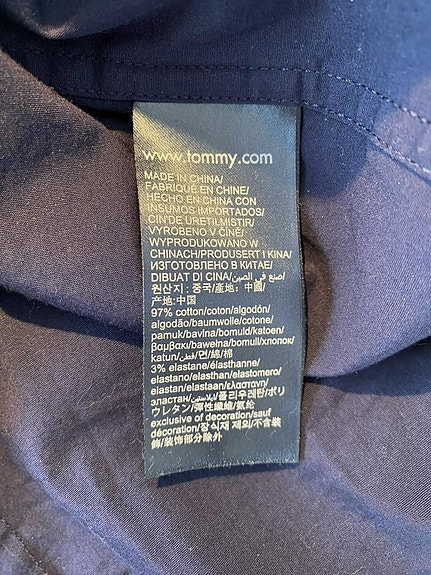 www.tommy.com
MADE IN CHINA/
FABRIQUÉ EN CHINE/
HECHO EN CHINA CON
INSUMOS IMPORTADOS/
ÇIN'DE ÜRETILMISTIR/
VYROBENO V ČÍNĚ/
WYPRODUKOWANO W
CHINACH/PRODUSERT I KINA/
ИЗГОТОВЛЕНО В КИТАЕ/
DIBUAT DI CINA/صنع في الصين/
원산지 : 중국/產地：中國/
产地:中国
97% cotton/coton/algodón/
algodão/baumwolle/cotone/
pamuk/bavlna/bomuld/katoen/
βαμβακι/bawełna/bomull/хлопок/
katun/قطن/면/綿/棉
3% elastane/élasthanne/
elastano/elasthan/elastomero/
elastan/elastaan/ελαστανη/
эластан/ايلاستين/폴리우레탄/ポリ
ウレタン/彈性纖維/氨纶
exclusive of decoration/sauf
décoration/장식재 제외/不含裝
飾/装饰部分除外